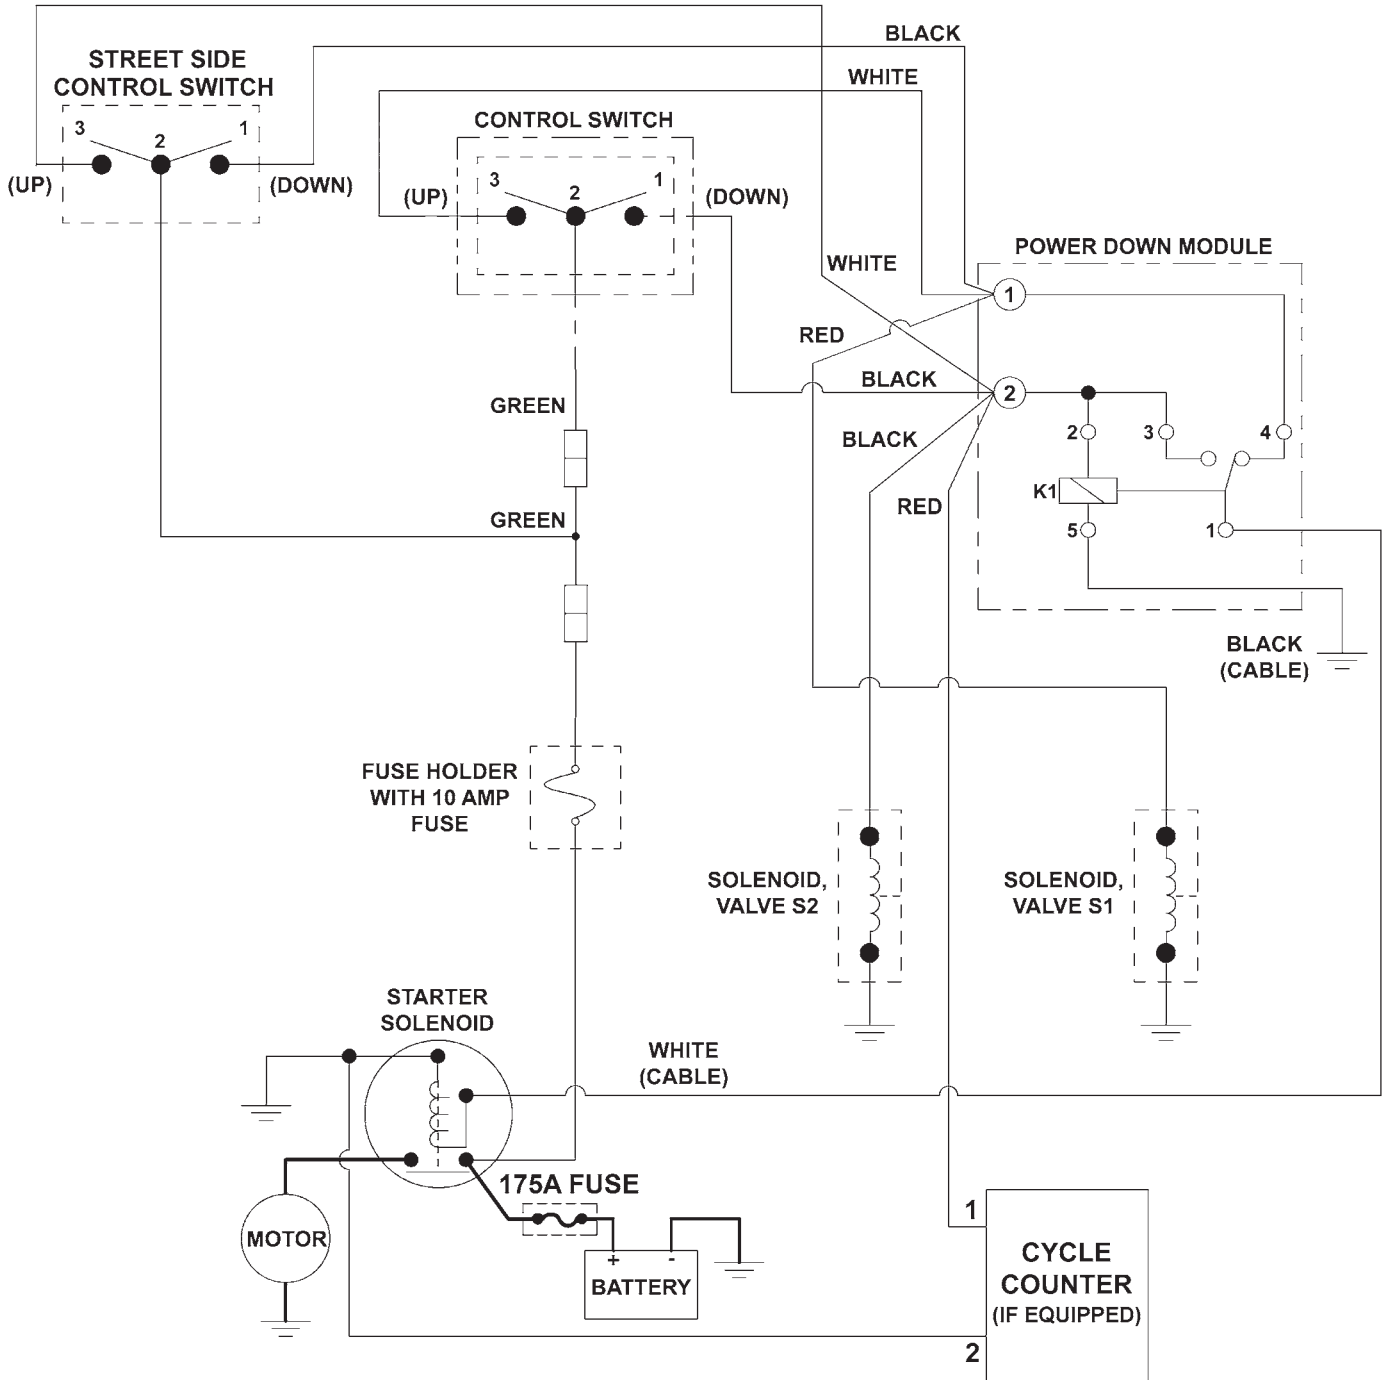 BLACK
STREET SIDE
CONTROL SWITCH
WHITE
CONTROL SWITCH
3
2
1
(UP)
(DOWN)
3
2
1
(UP)
(DOWN)
POWER DOWN MODULE
WHITE
1
RED
BLACK
2
GREEN
BLACK
2
3
4
RED
K1
GREEN
5
1
BLACK
(CABLE)
FUSE HOLDER
WITH 10 AMP
FUSE
SOLENOID,
VALVE S2
SOLENOID,
VALVE S1
STARTER
SOLENOID
WHITE
(CABLE)
175A FUSE
MOTOR
+
-
BATTERY
1
CYCLE
COUNTER
(IF EQUIPPED)
2